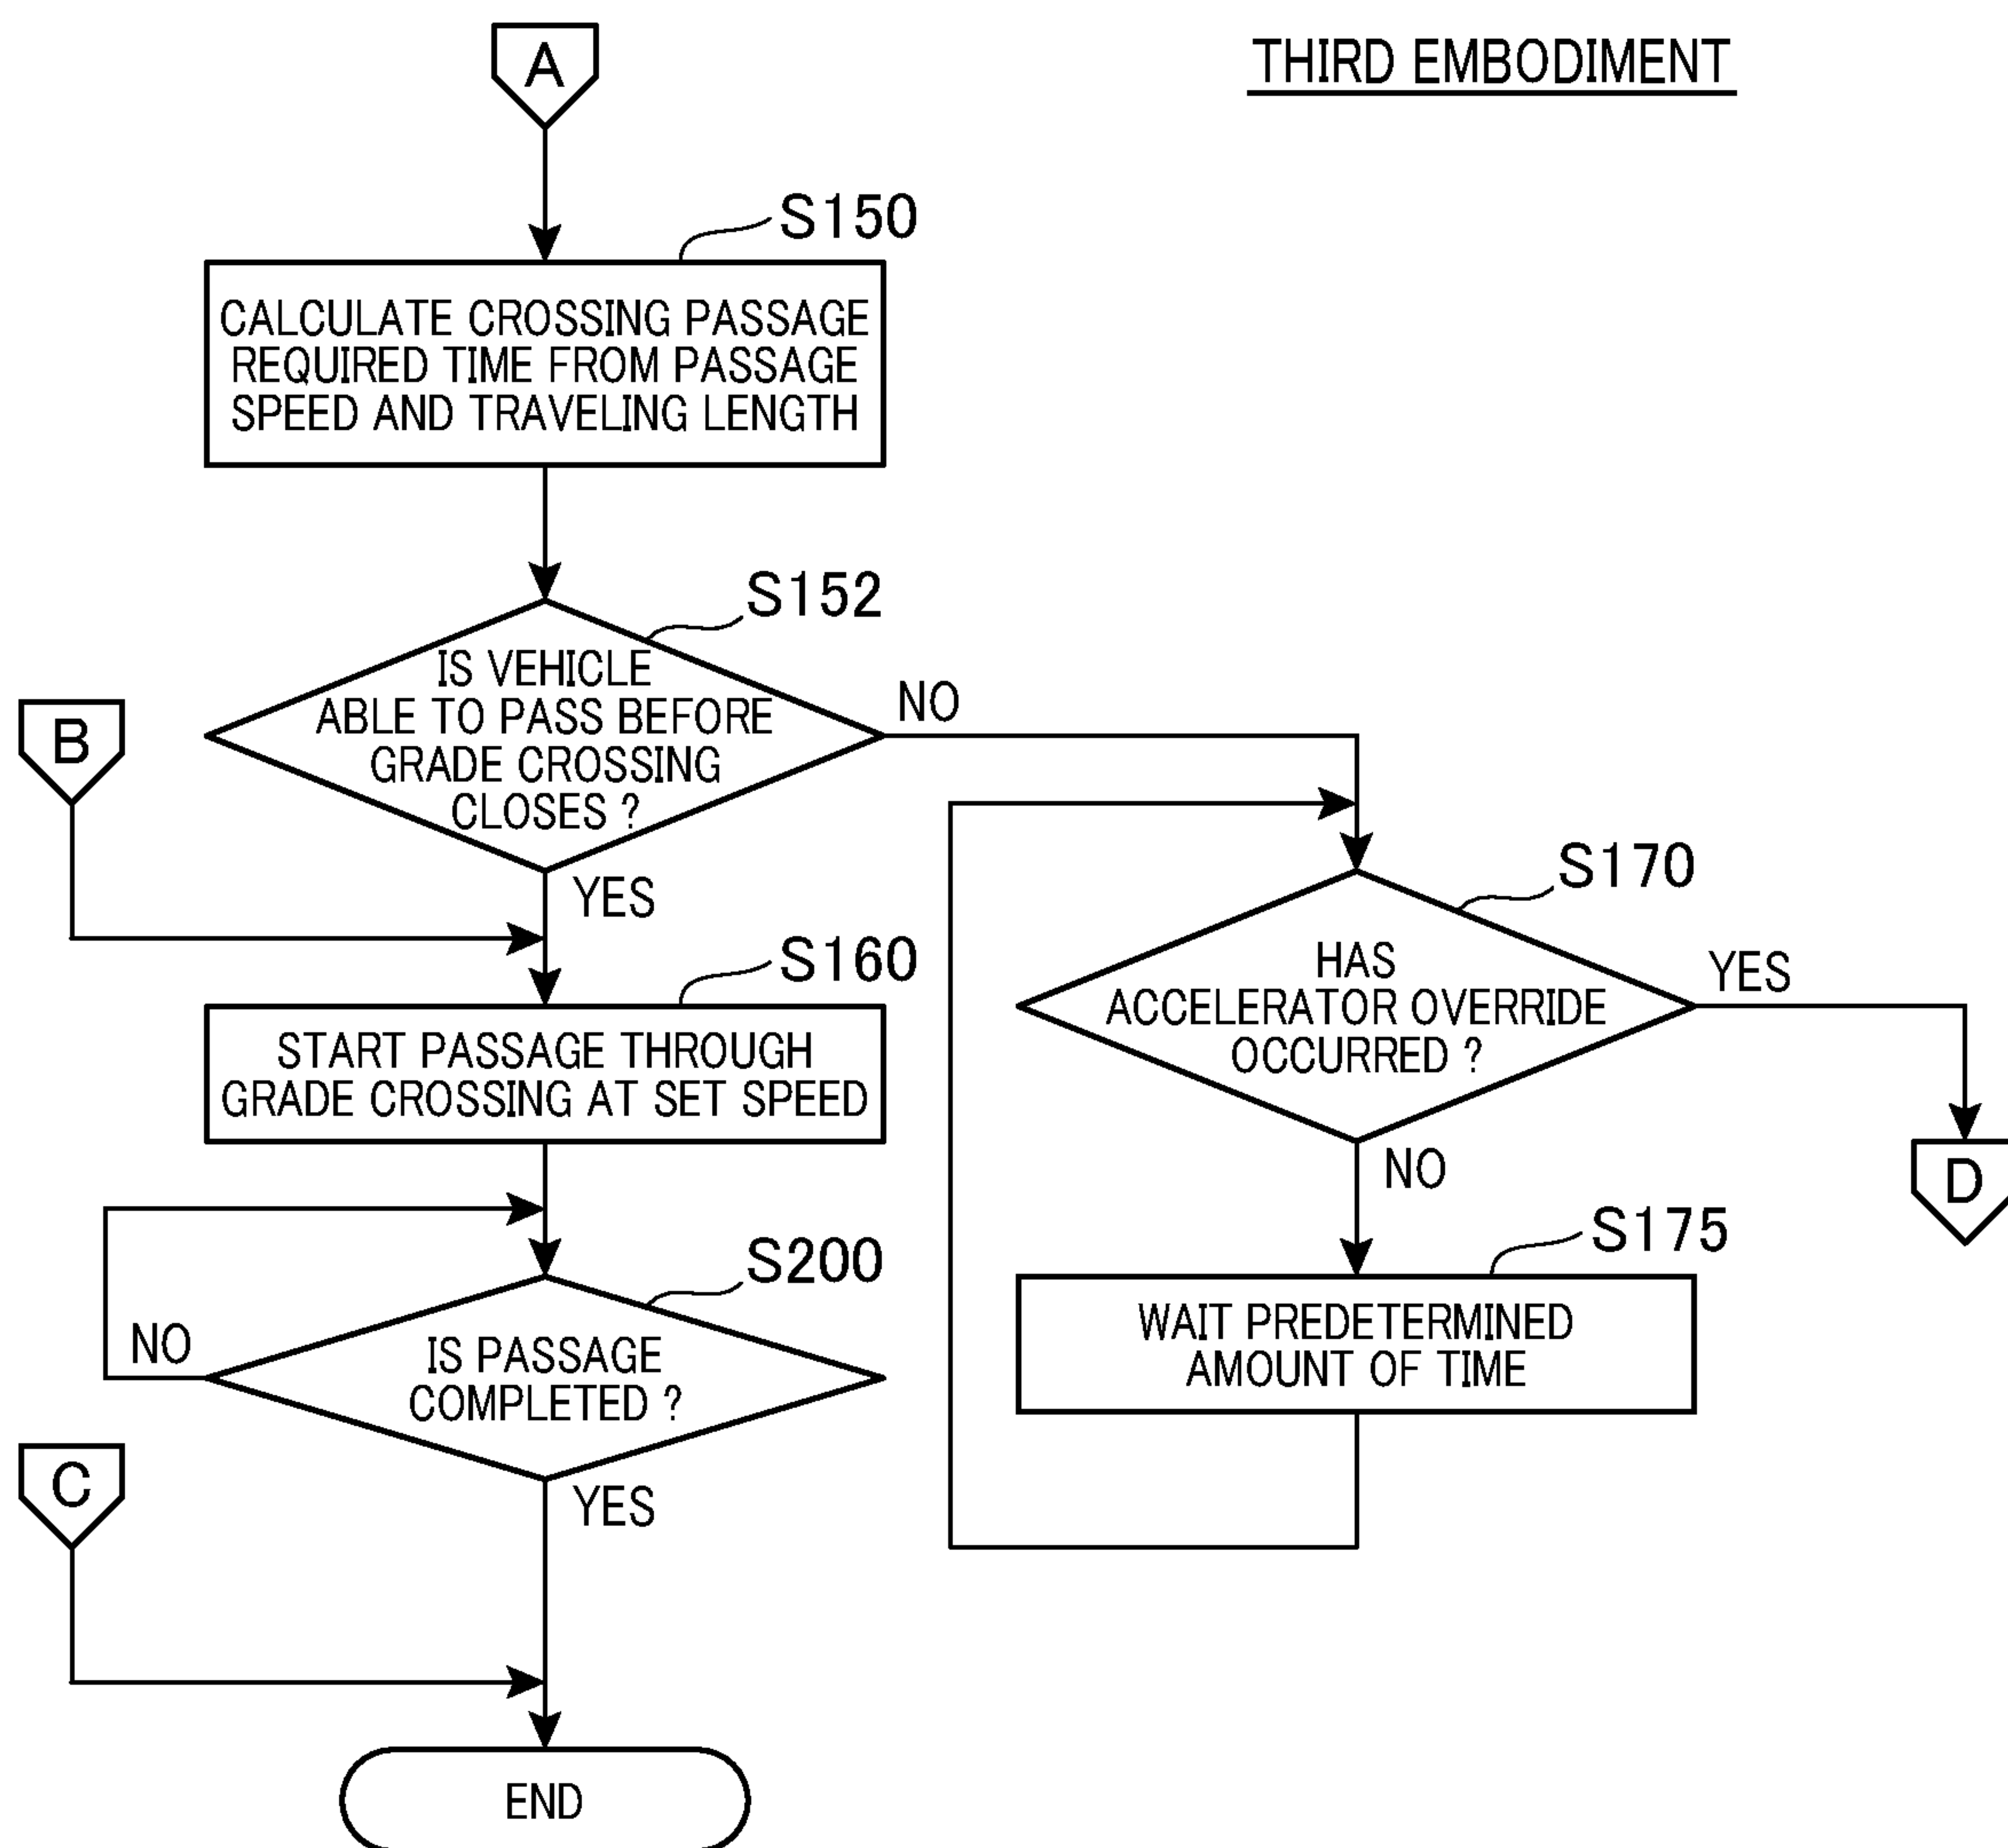 THIRD EMBODIMENT
A
S150
CALCULATE CROSSING PASSAGE
REQUIRED TIME FROM PASSAGE
SPEED AND TRAVELING LENGTH
S152
IS VEHICLE
ABLE TO PASS BEFORE
GRADE CROSSING
CLOSES ?
NO
YES
B
S160
START PASSAGE THROUGH
GRADE CROSSING AT SET SPEED
S200
IS PASSAGE
COMPLETED ?
NO
YES
C
END
S170
HAS
ACCELERATOR OVERRIDE
OCCURRED ?
YES
NO
D
S175
WAIT PREDETERMINED
AMOUNT OF TIME